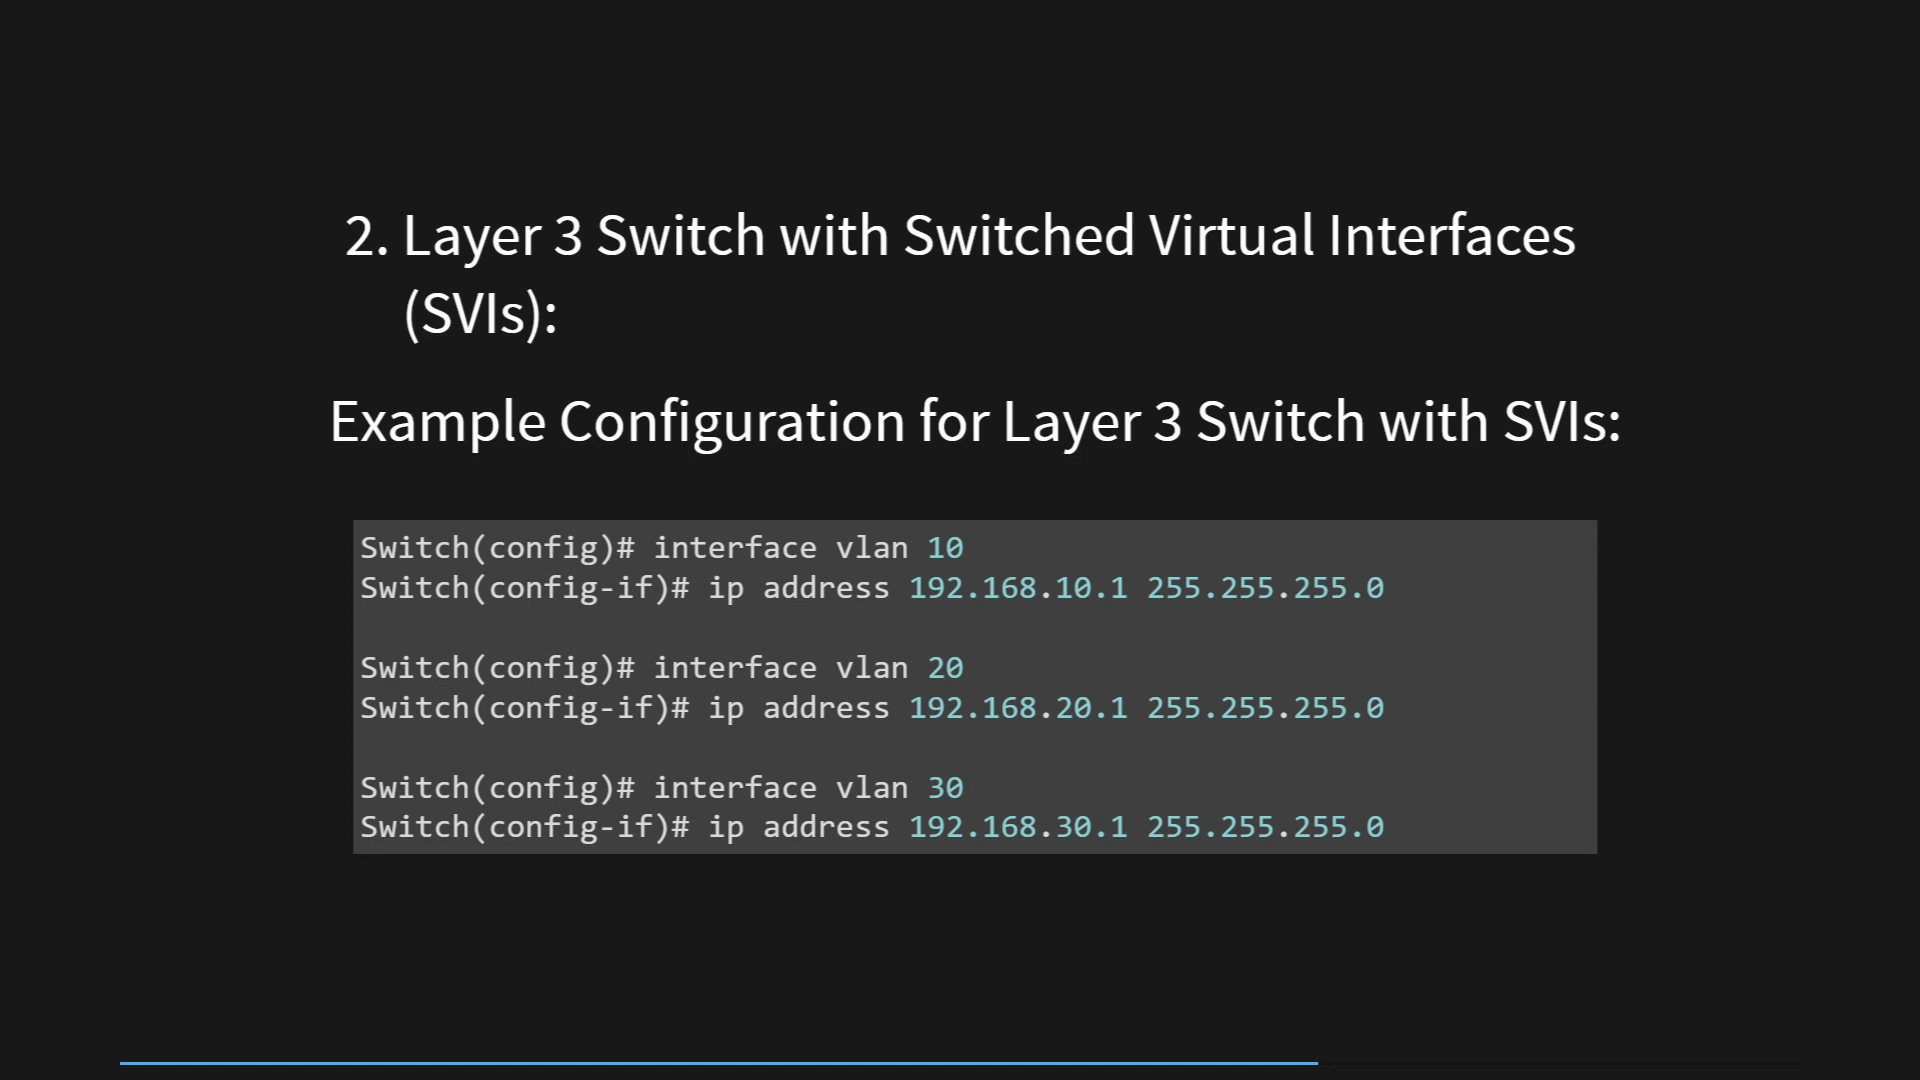 2. Layer 3 Switch with Switched Virtual Interfaces
(SVIs):
Example Configuration for Layer 3 Switch with SVIs:
Switch(config)# interface vlan 10
Switch(config-if)# ip address 192.168.10.1 255.255.255.0
Switch(config)# interface vlan 20
Switch(config-if)# ip address 192.168.20.1 255.255.255.0
Switch(config)# interface vlan 30
Switch(config-if)# ip address 192.168.30.1 255.255.255.0